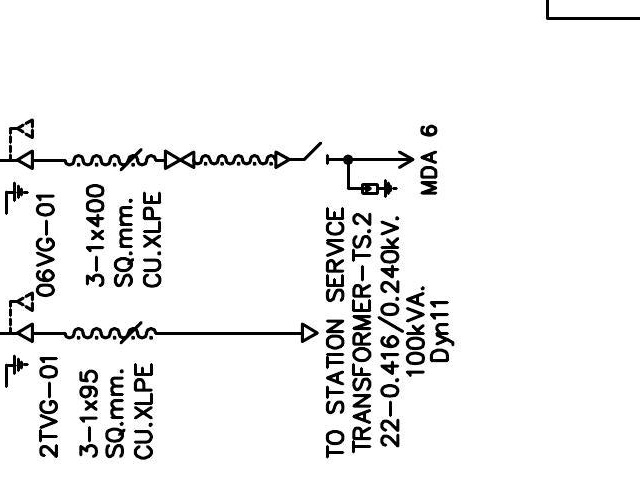 06VG-01
3-1x400
SQ.mm.
CU.XLPE
MDA 6
2TVG-01
3-1x95
SQ.mm.
CU.XLPE
TO STATION SERVICE
TRANSFORMER-TS.2
22-0.416/0.240kV.
100kVA.
Dyn11